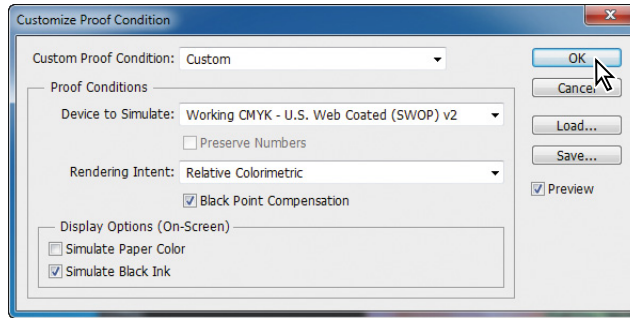 Customize Proof Condition
Custom Proof Condition: Custom
OK
Proof Conditions
Cancel
Device to Simulate: Working CMYK - U.S. Web Coated (SWOP) v2
Load...
Preserve Numbers
Save...
Rendering Intent: Relative Colorimetric
Preview
Black Point Compensation
Display Options (On-Screen)
Simulate Paper Color
Simulate Black Ink